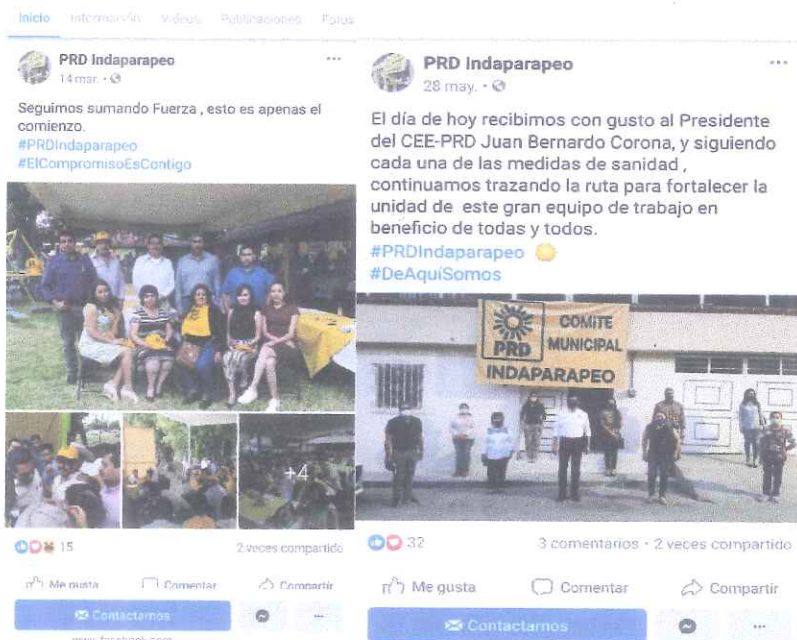 Inicio Información Videos Publicaciones Fotos
PRD Indaparapeo
14 mar. ·
Seguimos sumando Fuerza , esto es apenas el
comienzo.
#PRDIndaparapeo
#ElCompromisoEsContigo
+4
15
2 veces compartido
Me gusta Comentar Compartir
Contactarnos
www.facebook.com
PRD Indaparapeo
28 may. ·
El día de hoy recibimos con gusto al Presidente
del CEE-PRD Juan Bernardo Corona, y siguiendo
cada una de las medidas de sanidad ,
continuamos trazando la ruta para fortalecer la
unidad de este gran equipo de trabajo en
beneficio de todas y todos.
#PRDIndaparapeo
#DeAquíSomos
PRD
COMITE
MUNICIPAL
INDAPARAPEO
32
3 comentarios · 2 veces compartido
Me gusta Comentar Compartir
Contactarnos